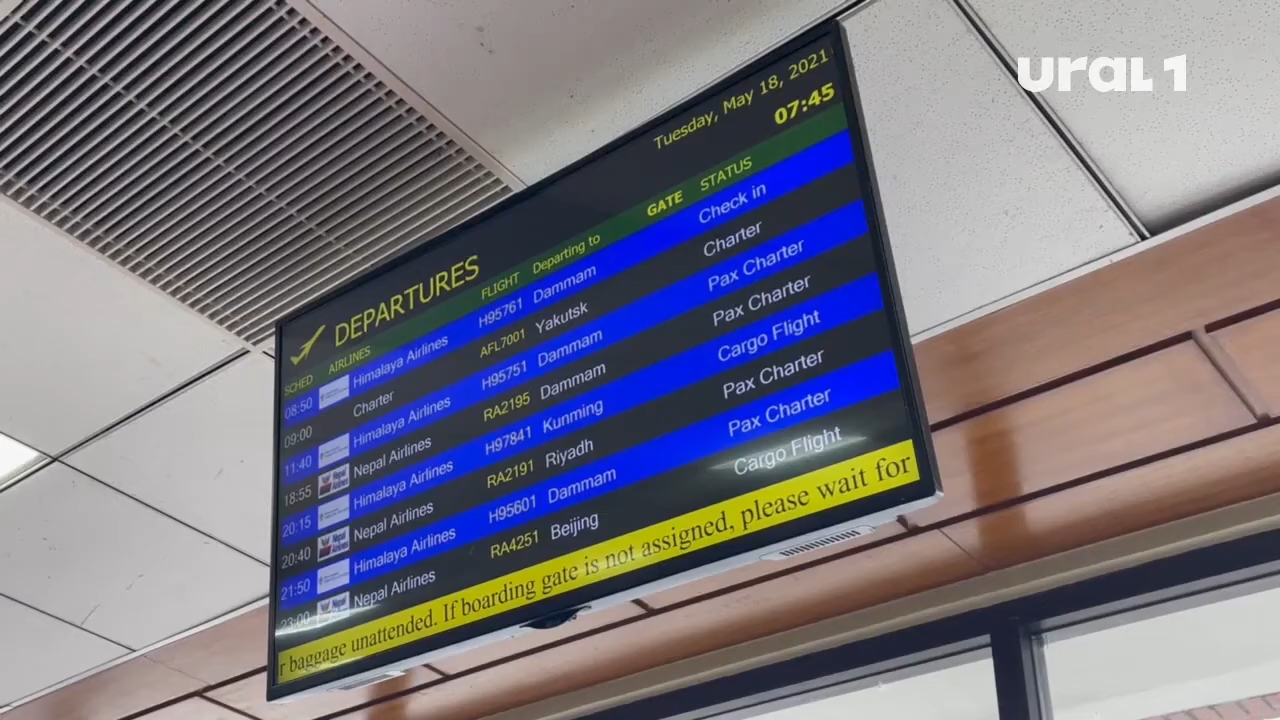 ural 1
Tuesday, May 18, 2021
07:45
DEPARTURES
SCHED AIRLINES FLIGHT Departing to GATE STATUS
08:50 Himalaya Airlines H95761 Dammam Check in
09:00 Charter AFL7001 Yakutsk Charter
11:40 Himalaya Airlines H95751 Dammam Pax Charter
18:55 Nepal Airlines RA2195 Dammam Pax Charter
20:15 Himalaya Airlines H97841 Kunming Cargo Flight
20:40 Nepal Airlines RA2191 Riyadh Pax Charter
21:50 Himalaya Airlines H95601 Dammam Pax Charter
23:00 Nepal Airlines RA4251 Beijing Cargo Flight
r baggage unattended. If boarding gate is not assigned, please wait for